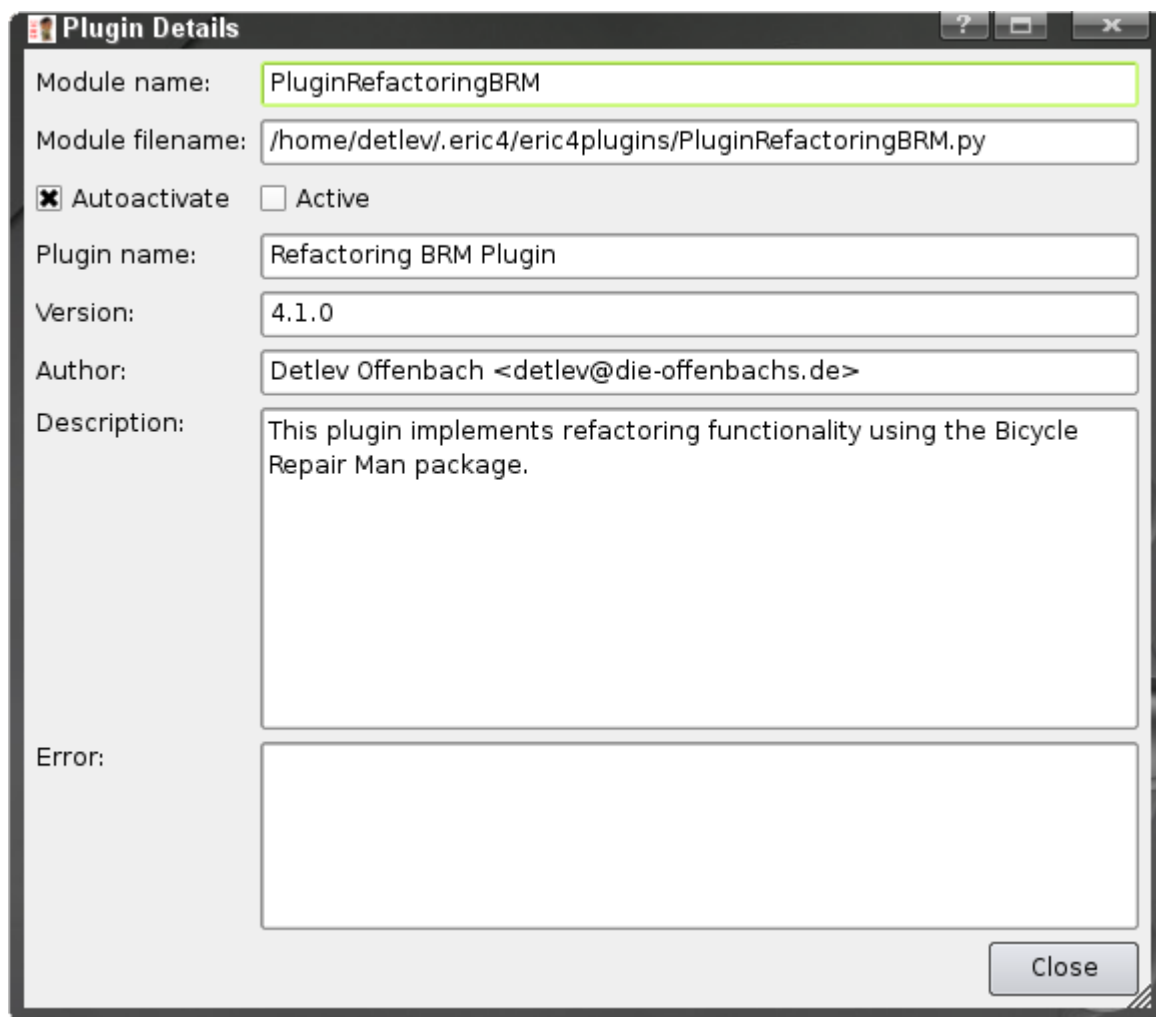 Plugin Details
Module name: PluginRefactoringBRM
Module filename: /home/detlev/.eric4/eric4plugins/PluginRefactoringBRM.py
Autoactivate Active
Plugin name: Refactoring BRM Plugin
Version: 4.1.0
Author: Detlev Offenbach <detlev@die-offenbachs.de>
Description: This plugin implements refactoring functionality using the Bicycle
Repair Man package.
Error:
Close